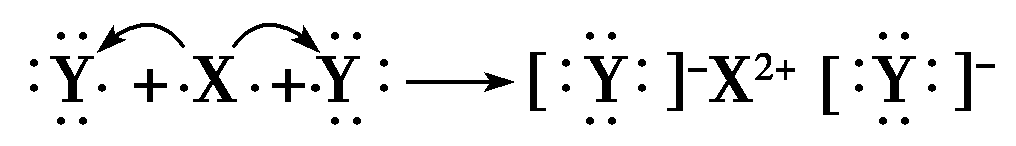 :Y· + ·X· + ·Y: ⟶ [:Y:]⁻X²⁺ [:Y:]⁻